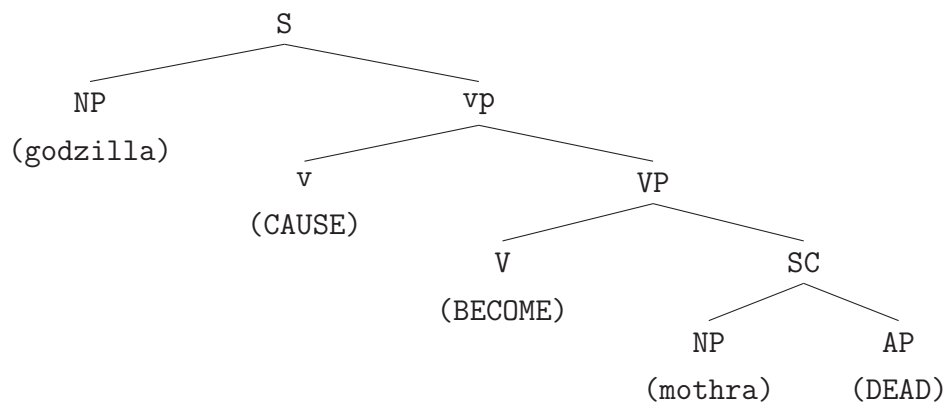 S
NP vp
(godzilla)
v VP
(CAUSE)
V SC
(BECOME)
NP AP
(mothra) (DEAD)